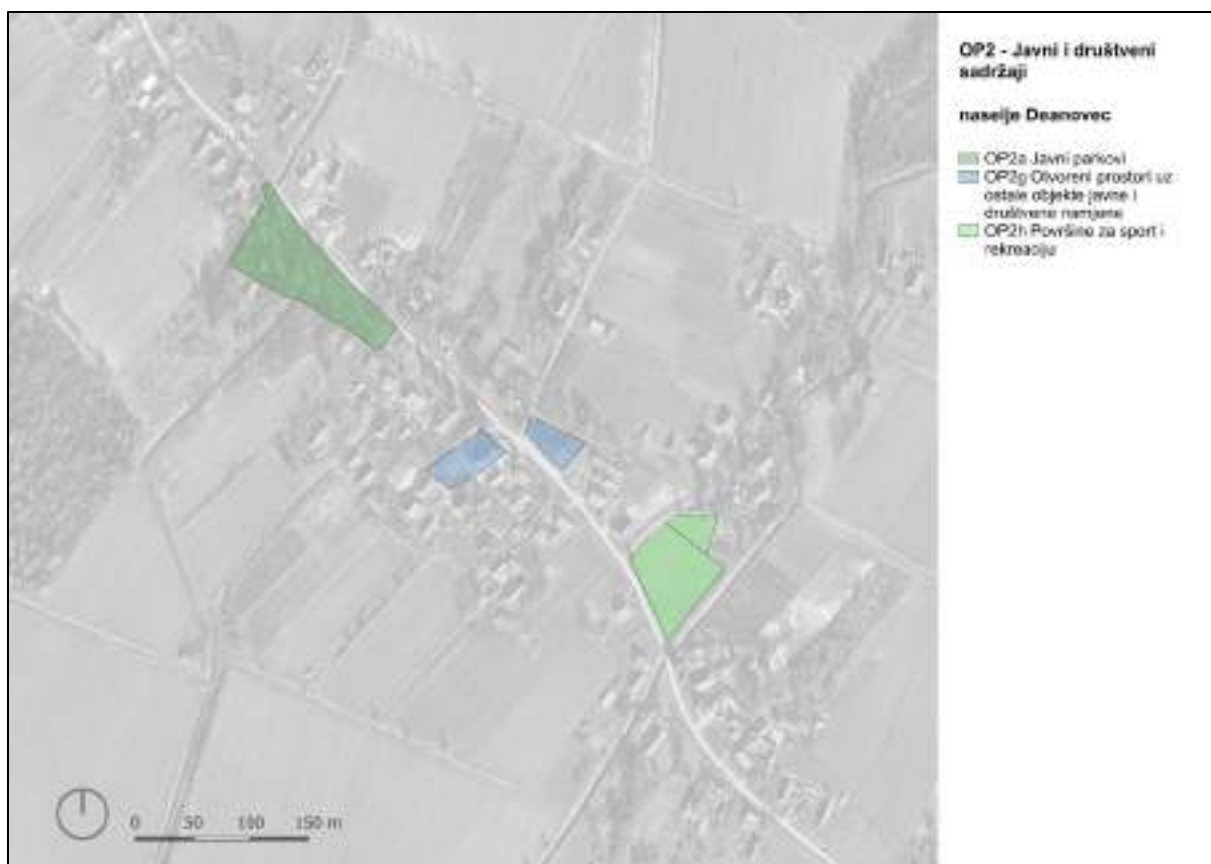 OP2 - Javni i društveni
sadržaji
naselje Deanovec
OP2a Javni parkovi
OP2g Otvoreni prostori uz
ostale objekte javne i
društvene namjene
OP2h Površine za sport i
rekreaciju
0 50 100 150 m